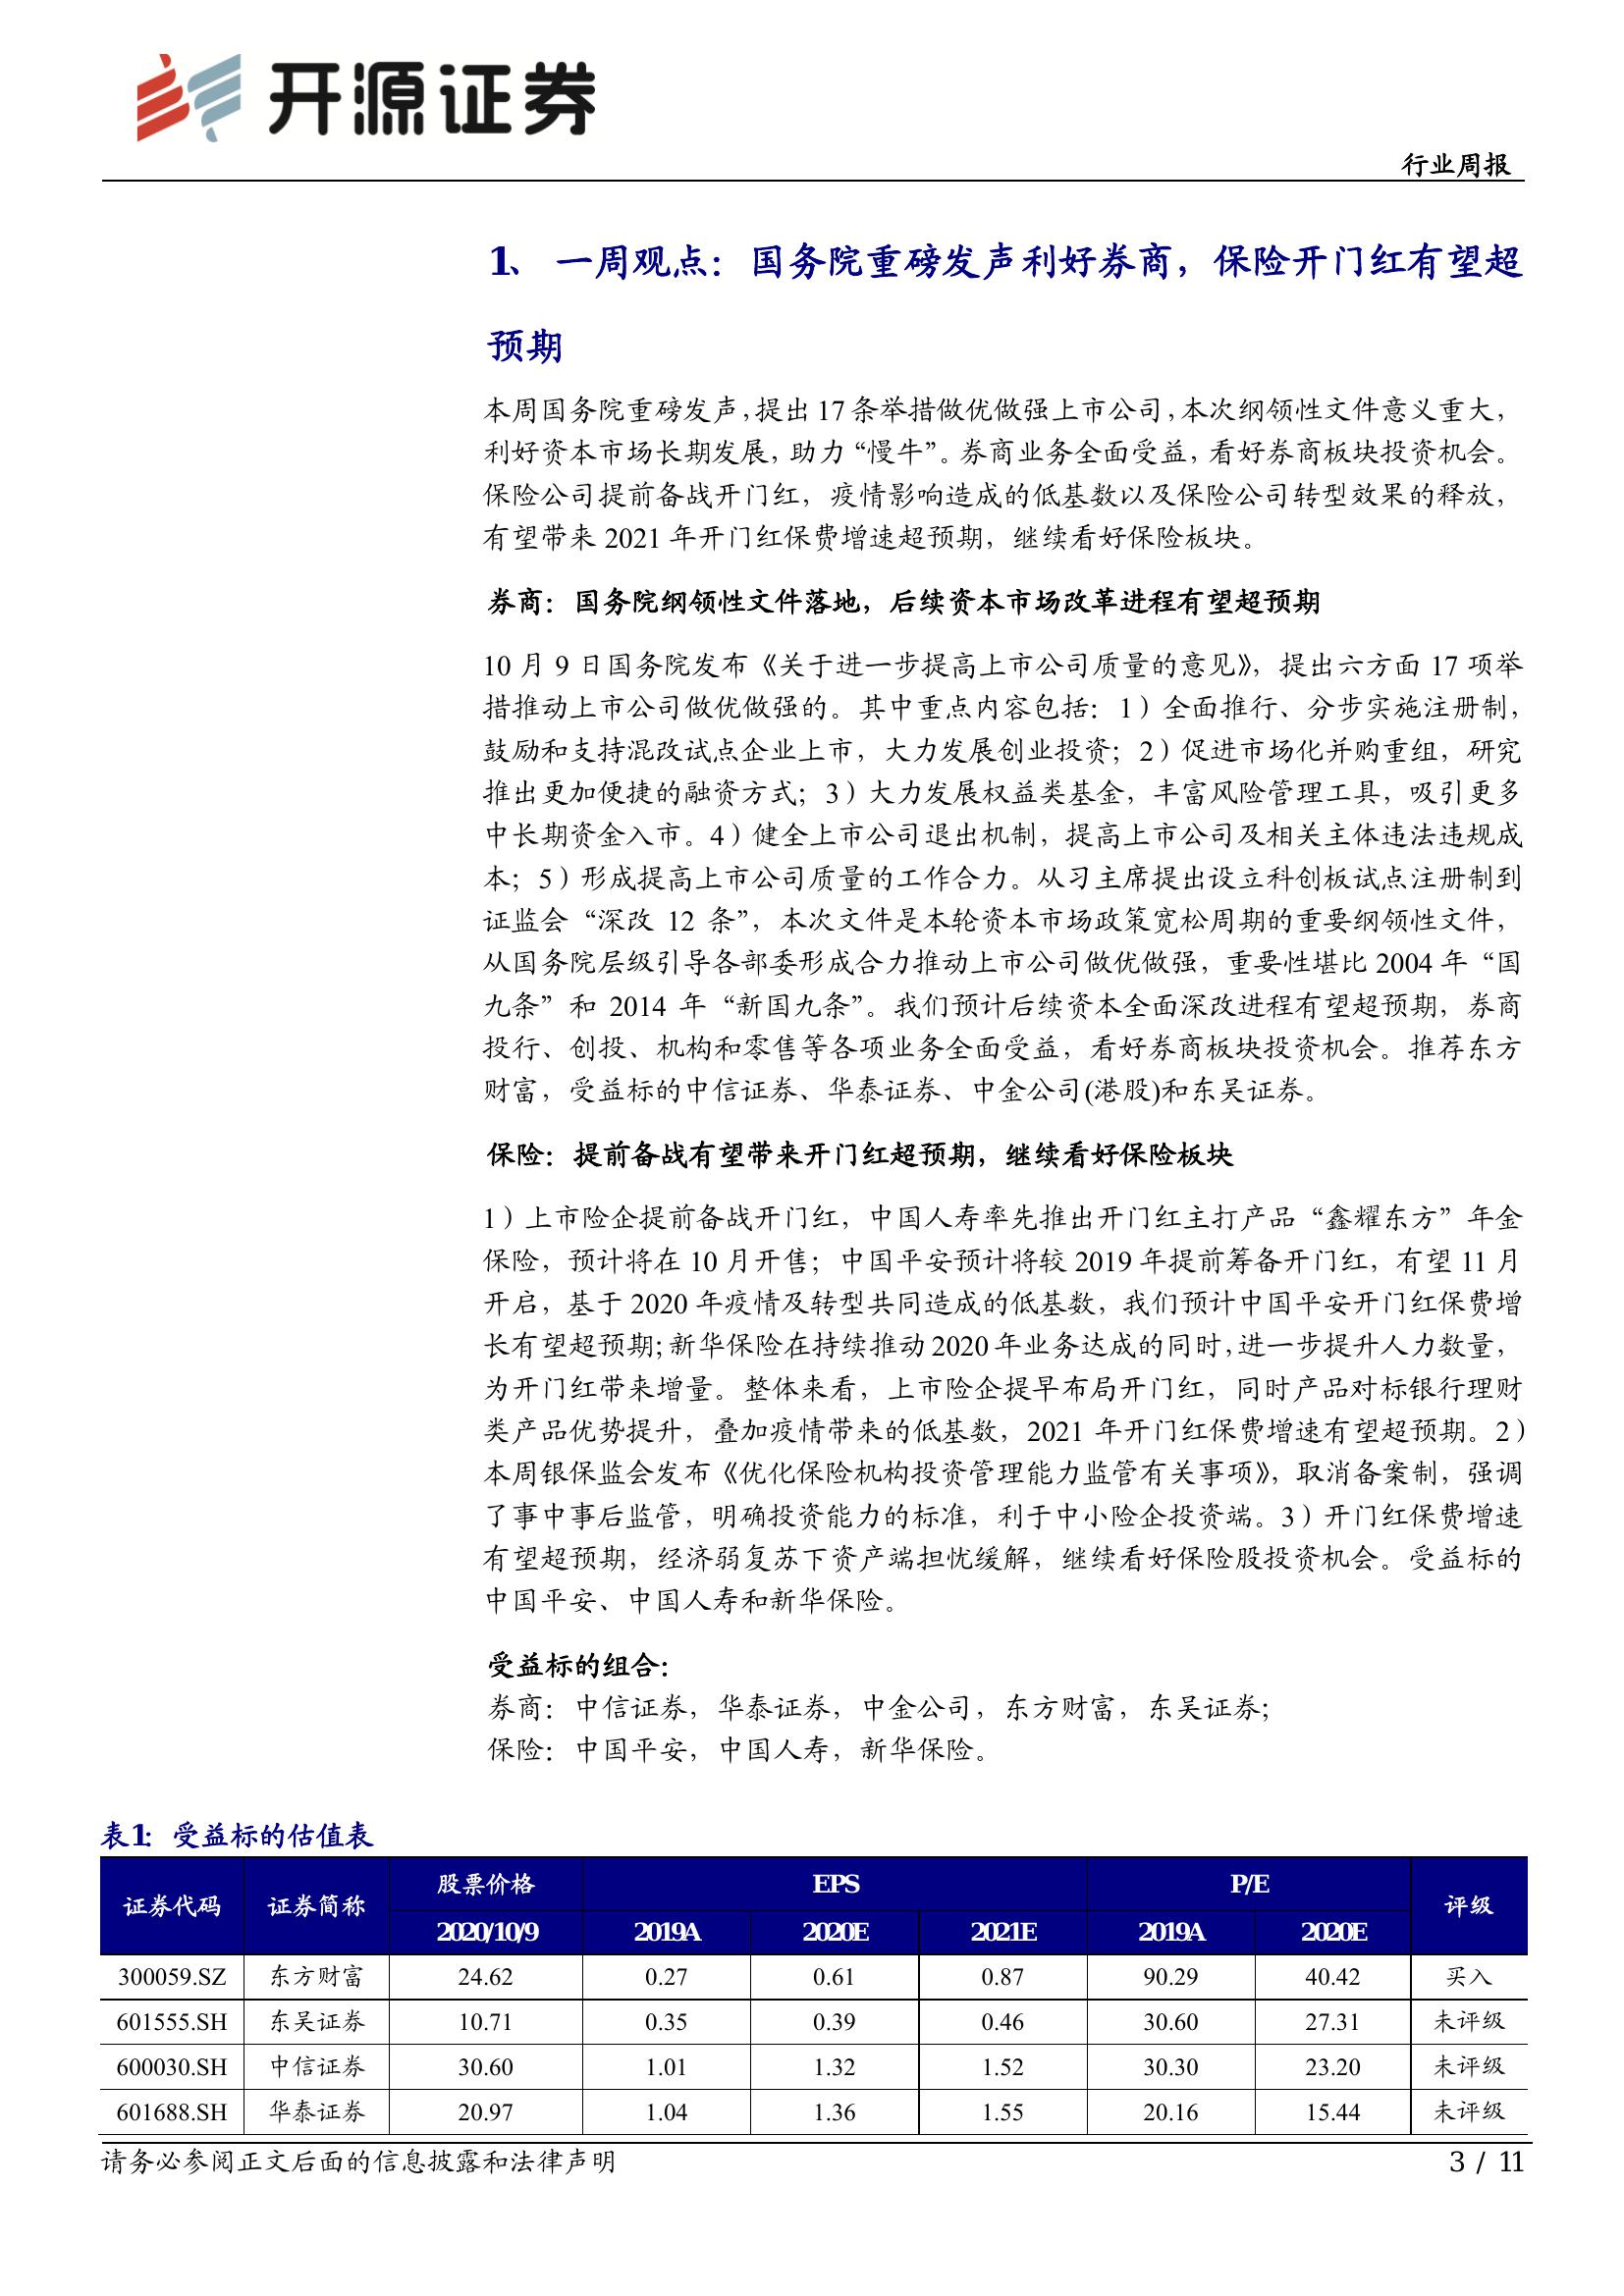 开源证券
行业周报
1、 一周观点：国务院重磅发声利好券商，保险开门红有望超
预期
本周国务院重磅发声，提出 17 条举措做优做强上市公司，本次纲领性文件意义重大，
利好资本市场长期发展，助力“慢牛”。券商业务全面受益，看好券商板块投资机会。
保险公司提前备战开门红，疫情影响造成的低基数以及保险公司转型效果的释放，
有望带来 2021 年开门红保费增速超预期，继续看好保险板块。
券商：国务院纲领性文件落地，后续资本市场改革进程有望超预期
10 月 9 日国务院发布《关于进一步提高上市公司质量的意见》，提出六方面 17 项举
措推动上市公司做优做强的。其中重点内容包括：1）全面推行、分步实施注册制，
鼓励和支持混改试点企业上市，大力发展创业投资；2）促进市场化并购重组，研究
推出更加便捷的融资方式；3）大力发展权益类基金，丰富风险管理工具，吸引更多
中长期资金入市。4）健全上市公司退出机制，提高上市公司及相关主体违法违规成
本；5）形成提高上市公司质量的工作合力。从习主席提出设立科创板试点注册制到
证监会“深改 12 条”，本次文件是本轮资本市场政策宽松周期的重要纲领性文件，
从国务院层级引导各部委形成合力推动上市公司做优做强，重要性堪比 2004 年“国
九条”和 2014 年“新国九条”。我们预计后续资本全面深改进程有望超预期，券商
投行、创投、机构和零售等各项业务全面受益，看好券商板块投资机会。推荐东方
财富，受益标的中信证券、华泰证券、中金公司(港股)和东吴证券。
保险：提前备战有望带来开门红超预期，继续看好保险板块
1）上市险企提前备战开门红，中国人寿率先推出开门红主打产品“鑫耀东方”年金
保险，预计将在 10 月开售；中国平安预计将较 2019 年提前筹备开门红，有望 11 月
开启，基于 2020 年疫情及转型共同造成的低基数，我们预计中国平安开门红保费增
长有望超预期；新华保险在持续推动 2020 年业务达成的同时，进一步提升人力数量，
为开门红带来增量。整体来看，上市险企提早布局开门红，同时产品对标银行理财
类产品优势提升，叠加疫情带来的低基数，2021 年开门红保费增速有望超预期。2）
本周银保监会发布《优化保险机构投资管理能力监管有关事项》，取消备案制，强调
了事中事后监管，明确投资能力的标准，利于中小险企投资端。3）开门红保费增速
有望超预期，经济弱复苏下资产端担忧缓解，继续看好保险股投资机会。受益标的
中国平安、中国人寿和新华保险。
受益标的组合：
券商：中信证券，华泰证券，中金公司，东方财富，东吴证券；
保险：中国平安，中国人寿，新华保险。
表1：受益标的估值表
证券代码 证券简称 股票价格 EPS P/E 评级
2020/10/9 2019A 2020E 2021E 2019A 2020E
300059.SZ 东方财富 24.62 0.27 0.61 0.87 90.29 40.42 买入
601555.SH 东吴证券 10.71 0.35 0.39 0.46 30.60 27.31 未评级
600030.SH 中信证券 30.60 1.01 1.32 1.52 30.30 23.20 未评级
601688.SH 华泰证券 20.97 1.04 1.36 1.55 20.16 15.44 未评级
请务必参阅正文后面的信息披露和法律声明
3 / 11